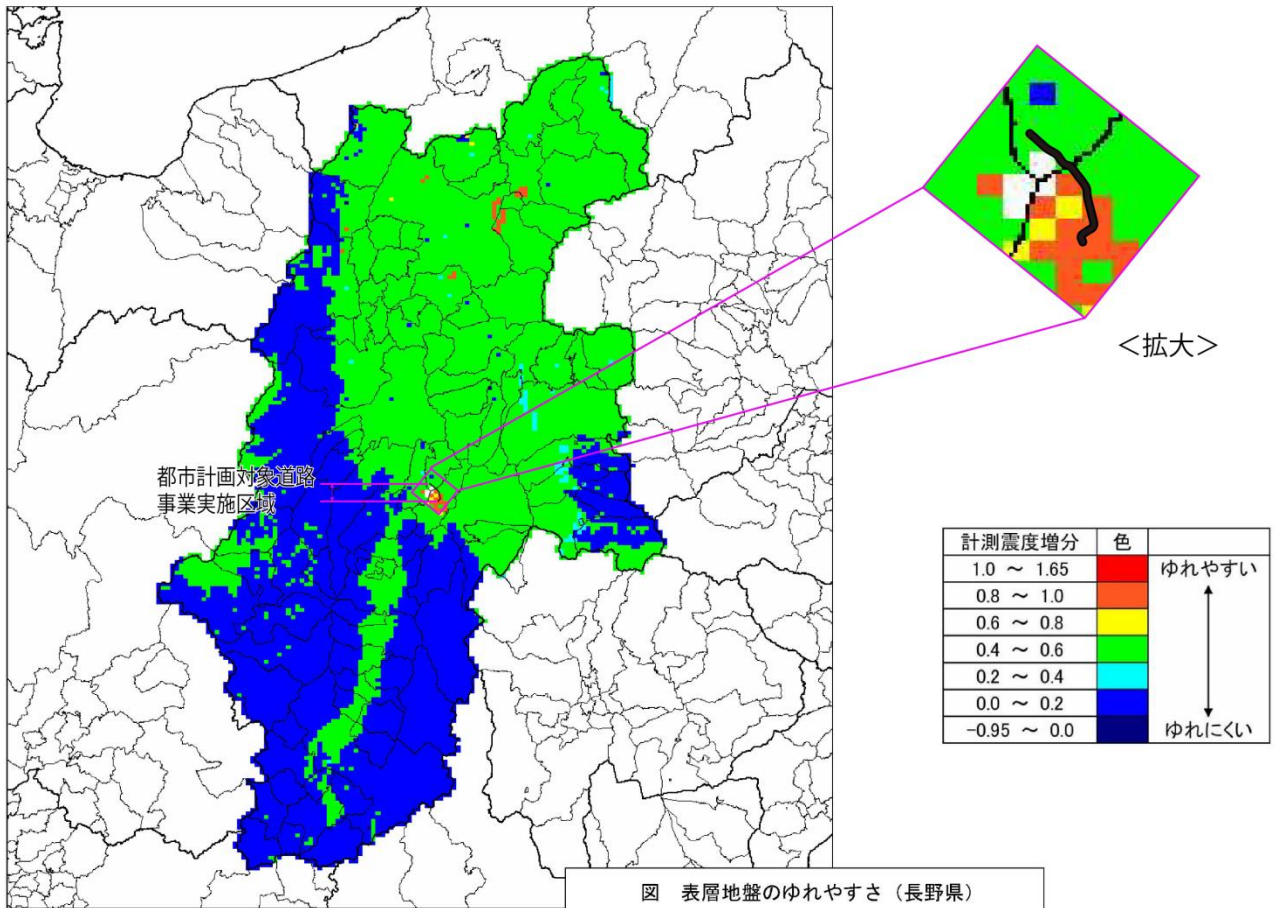 都市計画対象道路
事業実施区域
＜拡大＞
計測震度増分 色
1.0 ～ 1.65 ゆれやすい
0.8 ～ 1.0
0.6 ～ 0.8
0.4 ～ 0.6
0.2 ～ 0.4
0.0 ～ 0.2
-0.95 ～ 0.0 ゆれにくい
図 表層地盤のゆれやすさ（長野県）